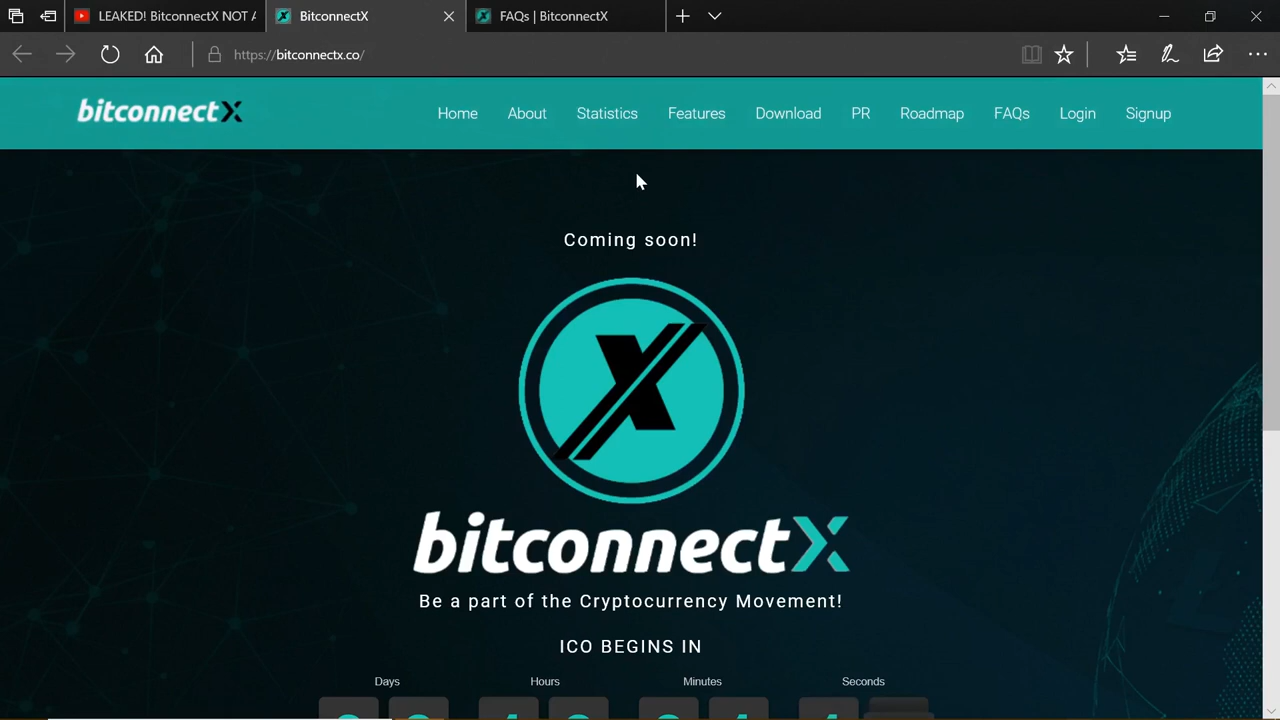 LEAKED! BitconnectX NOT A
BitconnectX
FAQs | BitconnectX
https://bitconnectx.co/
bitconnectX
Home
About
Statistics
Features
Download
PR
Roadmap
FAQs
Login
Signup
Coming soon!
X
bitconnectX
Be a part of the Cryptocurrency Movement!
ICO BEGINS IN
Days
Hours
Minutes
Seconds